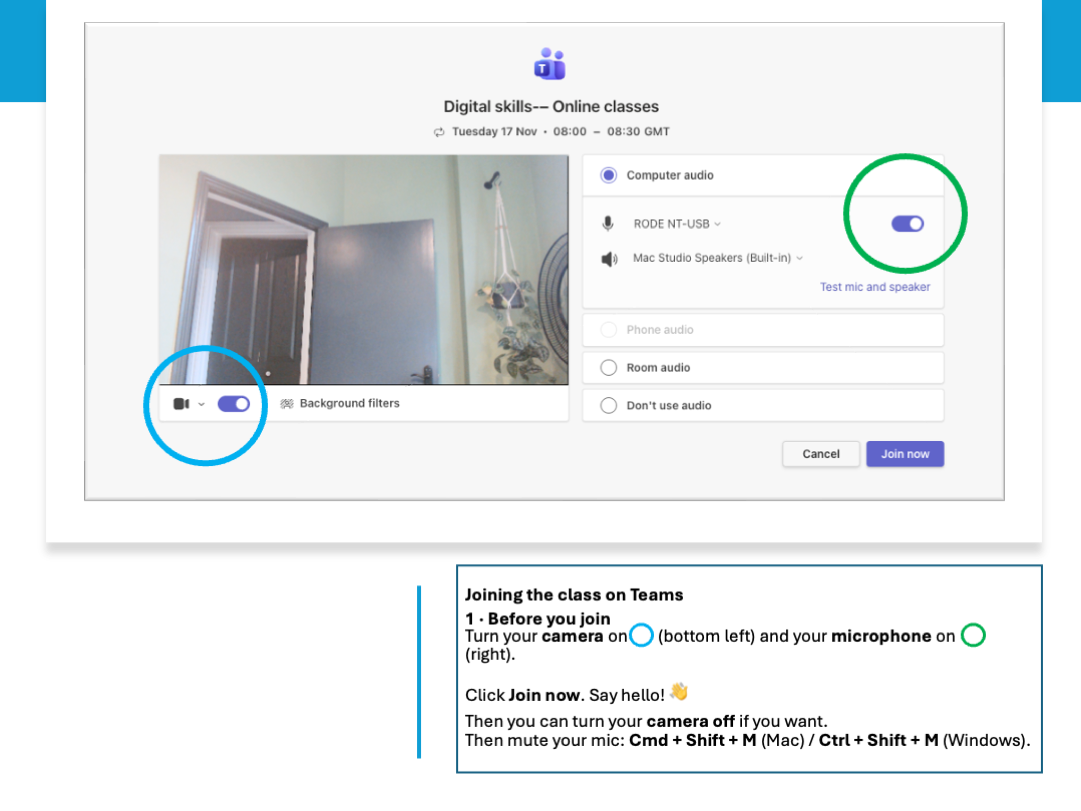 T
Digital skills-– Online classes
Tuesday 17 Nov • 08:00 – 08:30 GMT
Computer audio
RODE NT-USB
Mac Studio Speakers (Built-in)
Test mic and speaker
Phone audio
Room audio
Don't use audio
Background filters
Cancel
Join now
Joining the class on Teams
1 · Before you join
Turn your camera on (bottom left) and your microphone on
(right).
Click Join now. Say hello! 👋
Then you can turn your camera off if you want.
Then mute your mic: Cmd + Shift + M (Mac) / Ctrl + Shift + M (Windows).